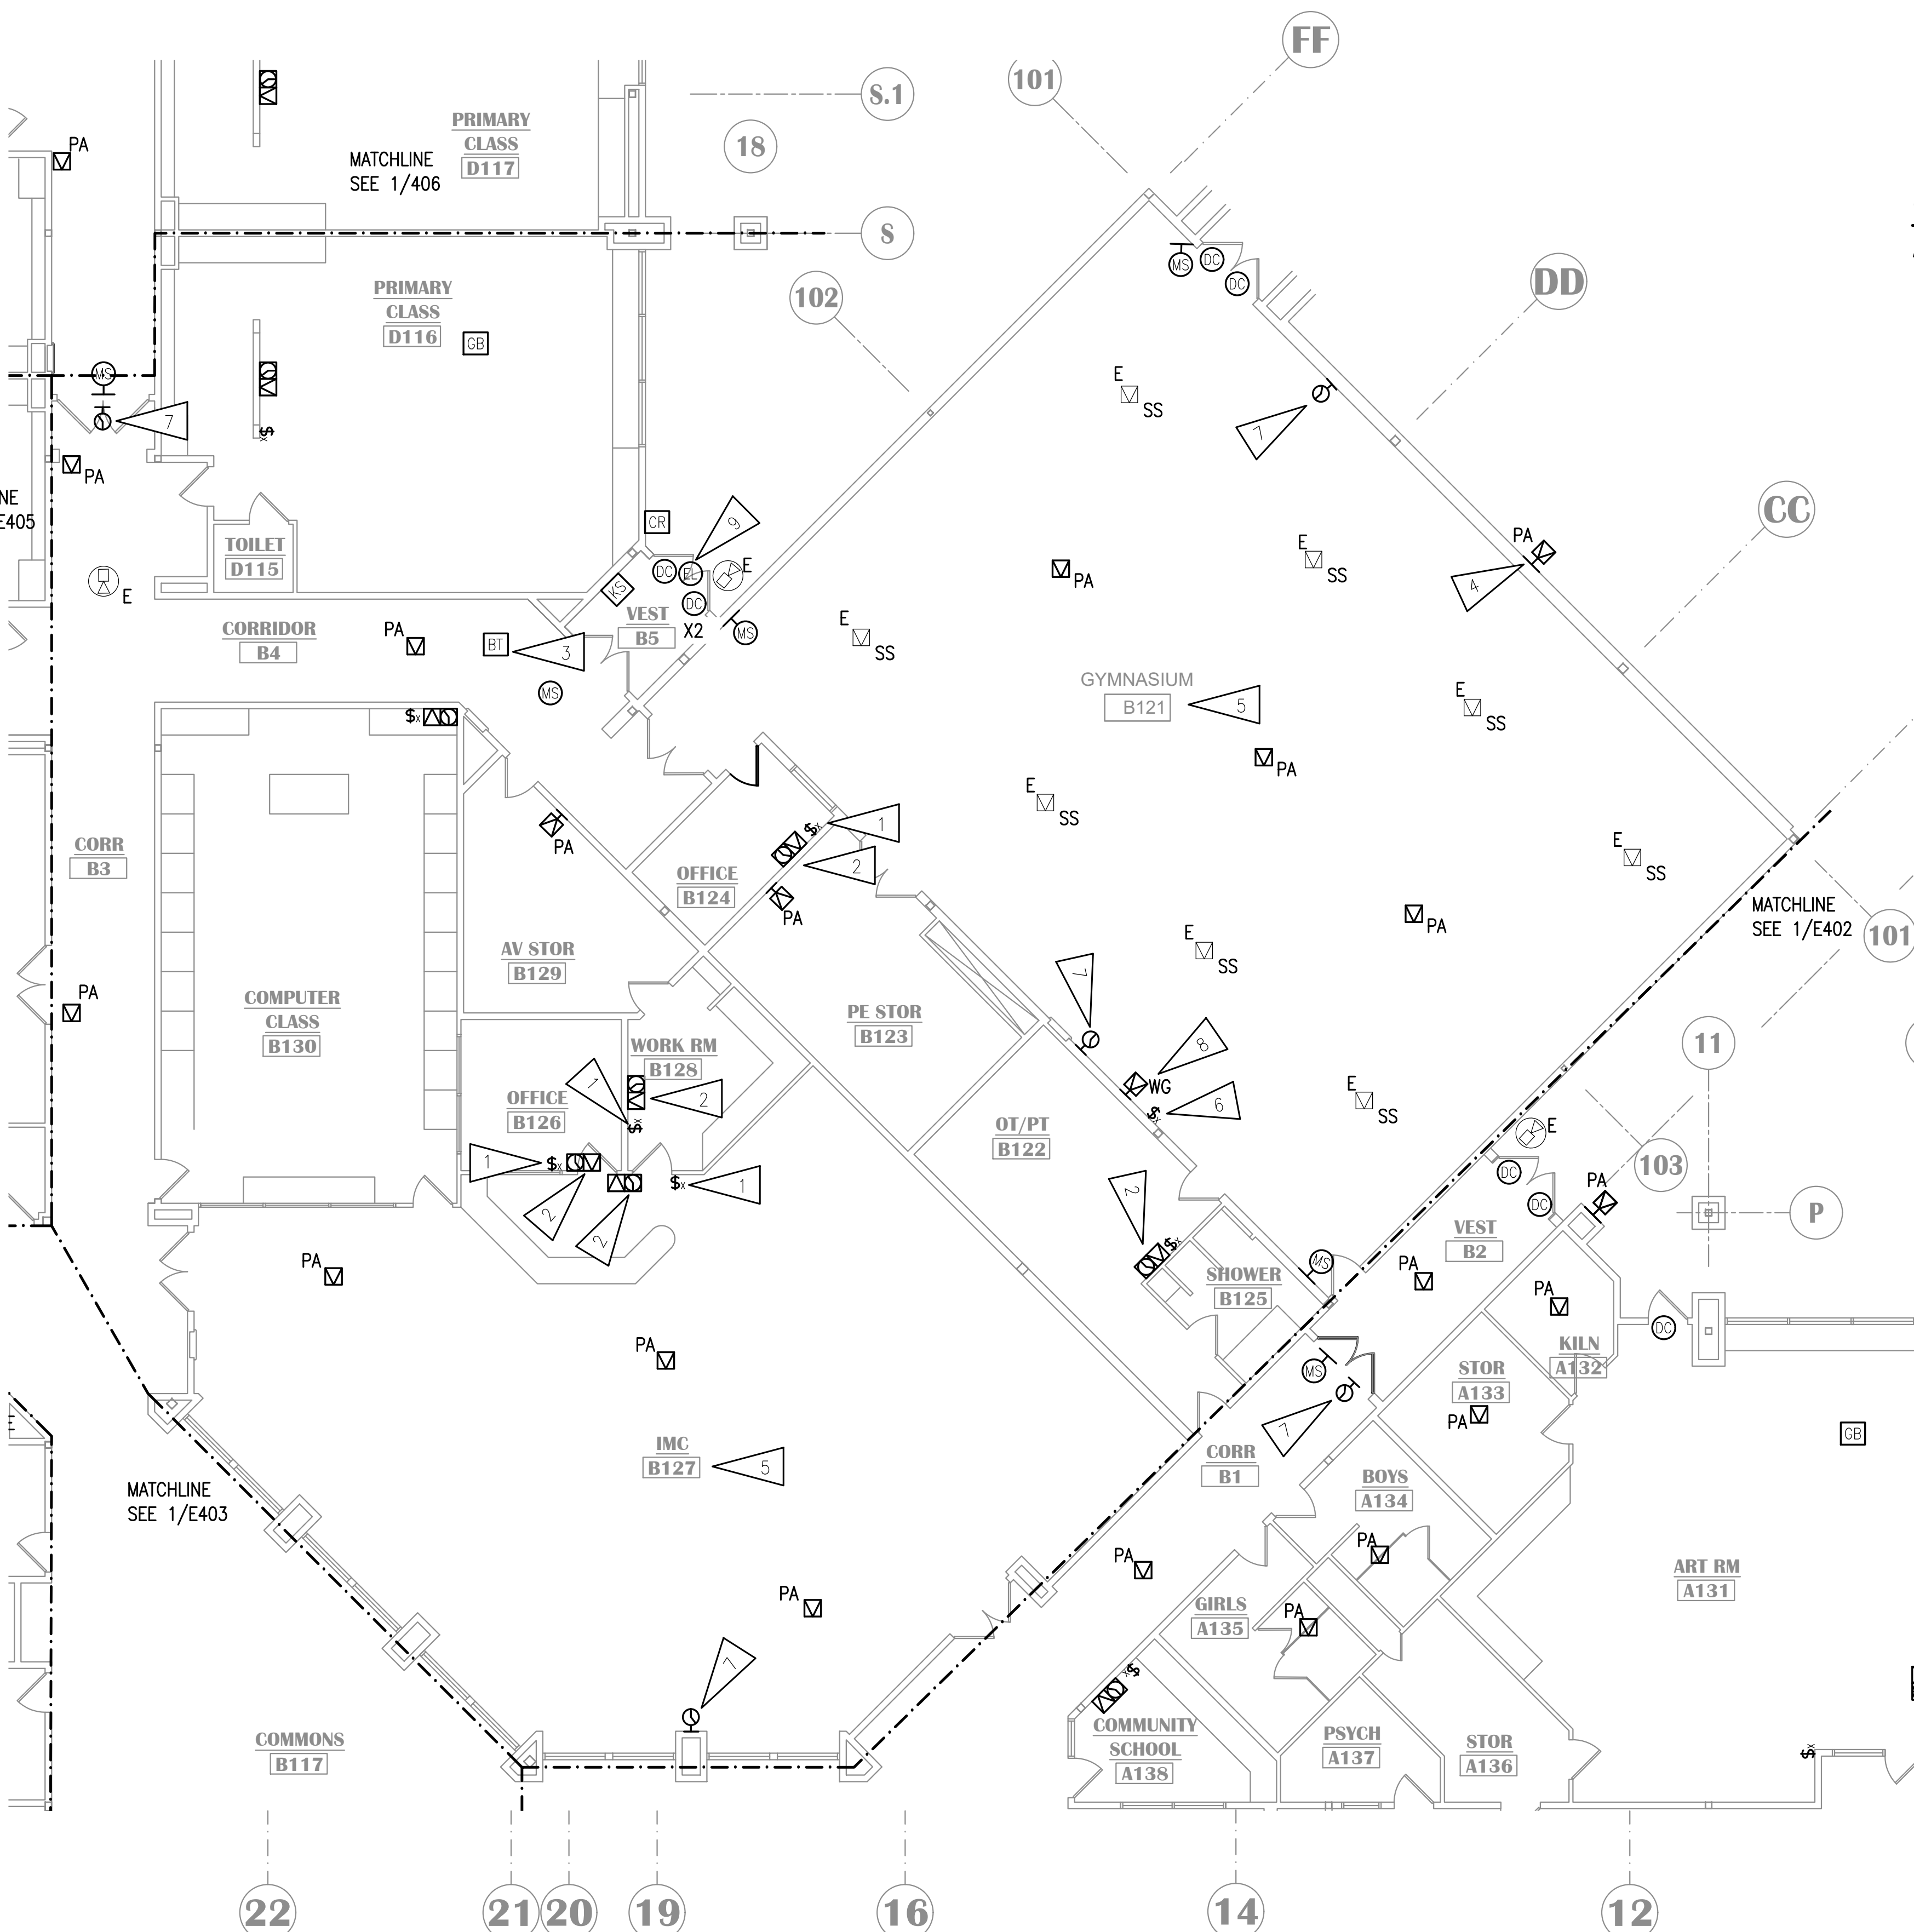 FF
101
S.1
18
PRIMARY
CLASS
D117
MATCHLINE
SEE 1/406
PA
S
102
DD
MS
DC
DC
PRIMARY
CLASS
D116
GB
MS
7
$x
PA
E
SS
7
CC
NE
E405
TOILET
D115
CR
9
DC
EL
E
KS
DC
X2
VEST
B5
MS
E
PA
4
E
SS
PA
E
CORRIDOR
B4
PA
BT
3
MS
E
SS
GYMNASIUM
B121
5
E
SS
$x
PA
E
SS
CORR
B3
PA
$x
1
2
OFFICE
B124
PA
E
SS
PA
MATCHLINE
SEE 1/E402
101
AV STOR
B129
E
SS
PA
COMPUTER
CLASS
B130
PE STOR
B123
7
11
WORK RM
B128
1
2
$x
OFFICE
B126
8
WG
6
$x
OT/PT
B122
E
SS
E
103
1
$x
2
2
$x
1
DC
DC
PA
P
VEST
B2
2
$x
SHOWER
B125
MS
PA
PA
PA
DC
KILN
A132
STOR
A133
PA
MS
7
PA
GB
IMC
B127
5
CORR
B1
BOYS
A134
E
MATCHLINE
SEE 1/E403
PA
PA
PA
ART RM
A131
GIRLS
A135
PA
7
$x
COMMONS
B117
COMMUNITY
SCHOOL
A138
PSYCH
A137
STOR
A136
$x
22
21
20
19
16
14
12